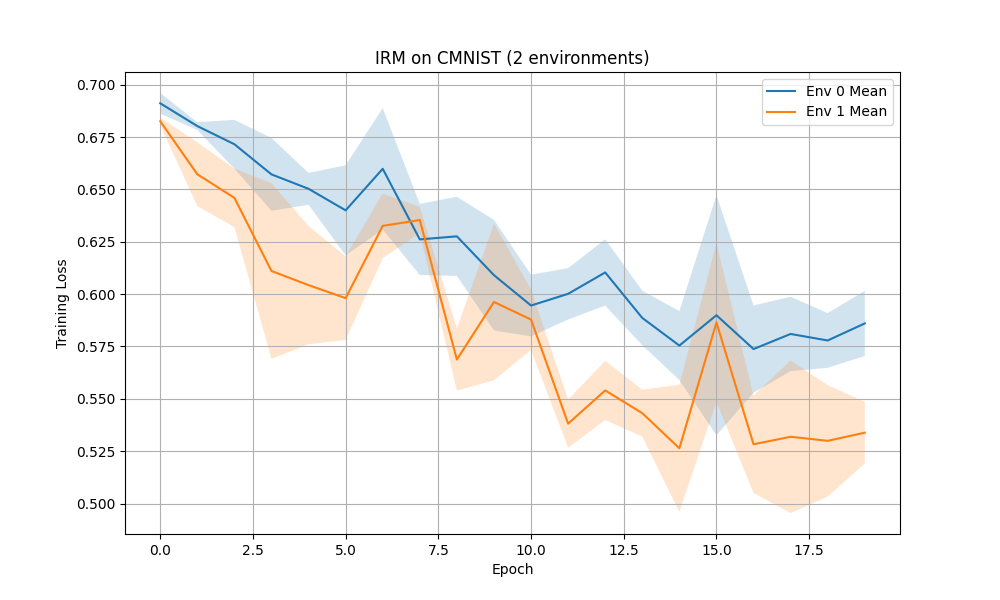 IRM on CMNIST (2 environments)
Env 0 Mean
Env 1 Mean
Training Loss
0.700
0.675
0.650
0.625
0.600
0.575
0.550
0.525
0.500
0.0 2.5 5.0 7.5 10.0 12.5 15.0 17.5
Epoch